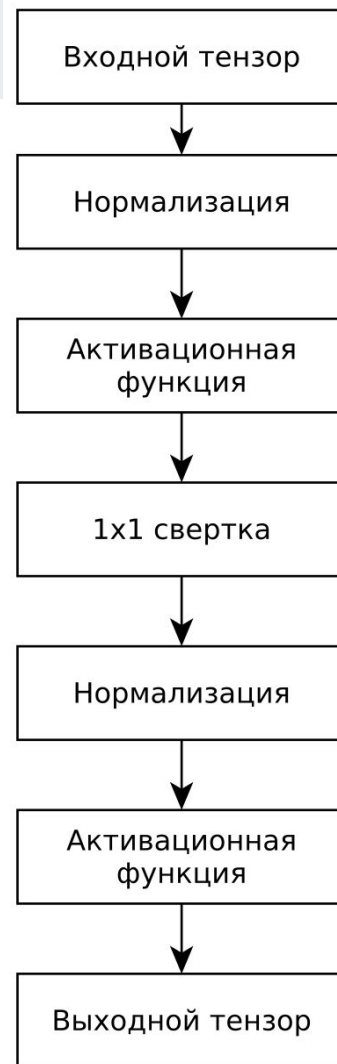 Входной тензор
Нормализация
Активационная
функция
1x1 свертка
Нормализация
Активационная
функция
Выходной тензор